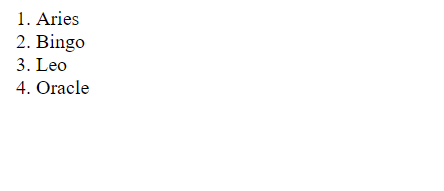 1. Aries
2. Bingo
3. Leo
4. Oracle